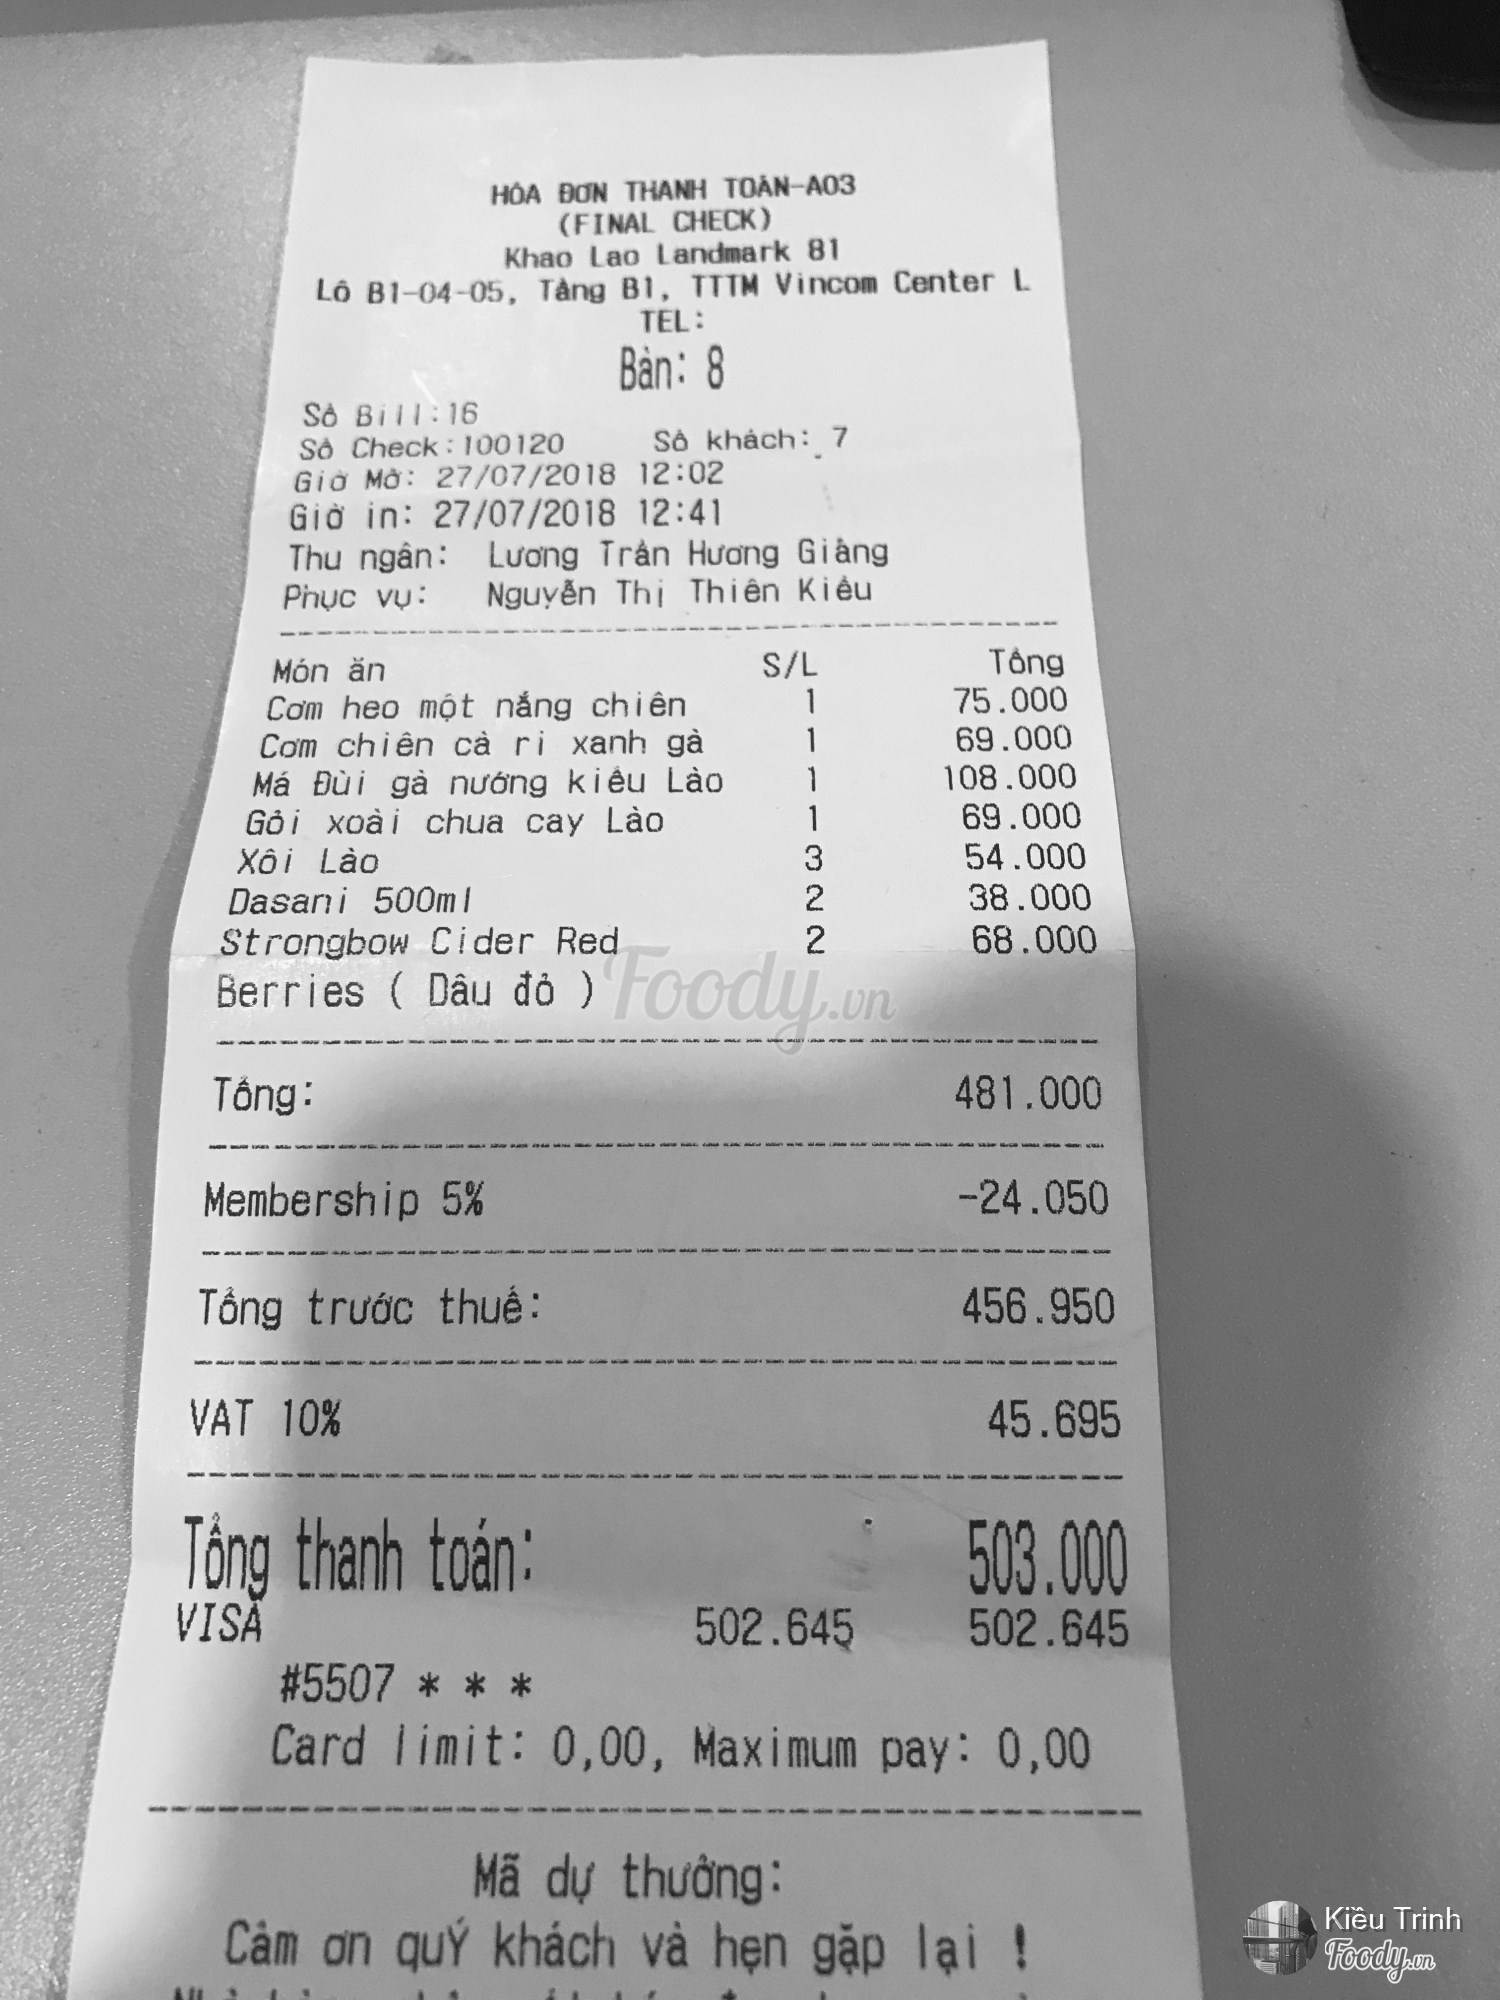 HÓA ĐƠN THANH TOÁN-A03
(FINAL CHECK)
Khao Lao Landmark 81
Lô B1-04-05, Tầng B1, TTTM Vincom Center L
TEL:
Bàn: 8
Số Bill:16
Số Check:100120 Số khách: 7
Giờ Mở: 27/07/2018 12:02
Giờ in: 27/07/2018 12:41
Thu ngân: Lương Trần Hương Giảng
Phục vụ: Nguyễn Thị Thiên Kiều
Món ăn S/L Tổng
Cơm heo một nắng chiên 1 75.000
Cơm chiên cà ri xanh gà 1 69.000
Má Đùi gà nướng kiểu Lào 1 108.000
Gỏi xoài chua cay Lào 1 69.000
Xôi Lào 3 54.000
Dasani 500ml 2 38.000
Strongbow Cider Red 2 68.000
Berries ( Dâu đỏ )
Foody.vn
Tổng: 481.000
Membership 5% -24.050
Tổng trước thuế: 456.950
VAT 10% 45.695
Tổng thanh toán: 503.000
VISA 502.645 502.645
#5507 * * *
Card limit: 0,00, Maximum pay: 0,00
Mã dự thưởng:
Cảm ơn quý khách và hẹn gặp lại !
Kiều Trinh
Foody.vn